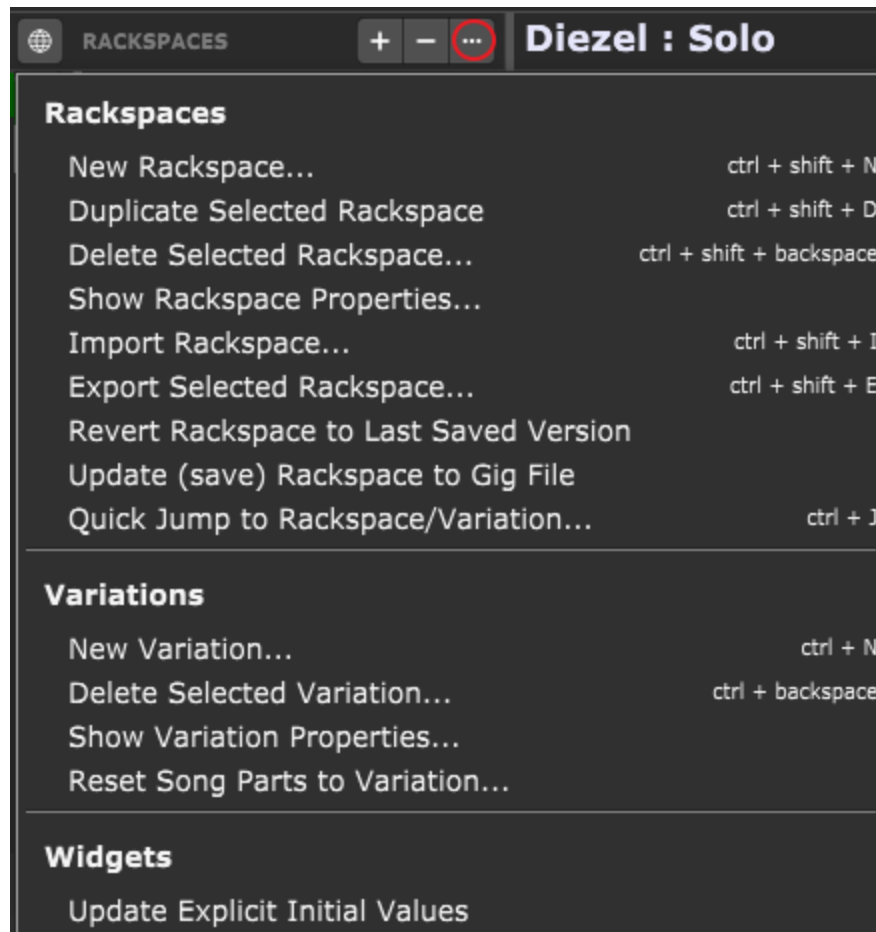 RACKSPACES + - ... Diezel : Solo
Rackspaces
New Rackspace... ctrl + shift + N
Duplicate Selected Rackspace ctrl + shift + D
Delete Selected Rackspace... ctrl + shift + backspace
Show Rackspace Properties...
Import Rackspace... ctrl + shift + I
Export Selected Rackspace... ctrl + shift + E
Revert Rackspace to Last Saved Version
Update (save) Rackspace to Gig File
Quick Jump to Rackspace/Variation... ctrl + J
Variations
New Variation... ctrl + N
Delete Selected Variation... ctrl + backspace
Show Variation Properties...
Reset Song Parts to Variation...
Widgets
Update Explicit Initial Values